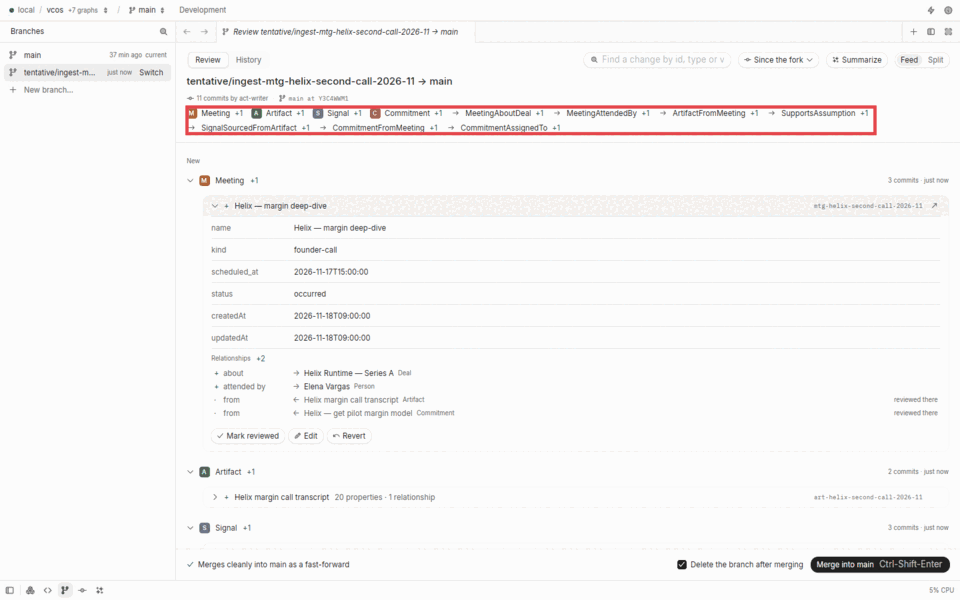 local / vcos +7 graphs / main Development
Branches
Review tentative/ingest-mtg-helix-second-call-2026-11 → main
main 37 min ago current
tentative/ingest-m... just now Switch
New branch...
Review History
Find a change by id, type or v
Since the fork
Summarize
Feed Split
tentative/ingest-mtg-helix-second-call-2026-11 → main
11 commits by act-writer main at Y3C4WWM1
M Meeting +1 A Artifact +1 S Signal +1 C Commitment +1 → MeetingAboutDeal +1 → MeetingAttendedBy +1 → ArtifactFromMeeting +1 → SupportsAssumption +1
→ SignalSourcedFromArtifact +1 → CommitmentFromMeeting +1 → CommitmentAssignedTo +1
New
M Meeting +1 3 commits · just now
+ Helix — margin deep-dive mtg-helix-second-call-2026-11
name Helix — margin deep-dive
kind founder-call
scheduled_at 2026-11-17T15:00:00
status occurred
createdAt 2026-11-18T09:00:00
updatedAt 2026-11-18T09:00:00
Relationships +2
+ about → Helix Runtime — Series A Deal
+ attended by → Elena Vargas Person
· from ← Helix margin call transcript Artifact reviewed there
· from ← Helix — get pilot margin model Commitment reviewed there
Mark reviewed Edit Revert
A Artifact +1 2 commits · just now
+ Helix margin call transcript 20 properties · 1 relationship art-helix-second-call-2026-11
S Signal +1 3 commits · just now
Merges cleanly into main as a fast-forward
Delete the branch after merging
Merge into main Ctrl-Shift-Enter
5% CPU